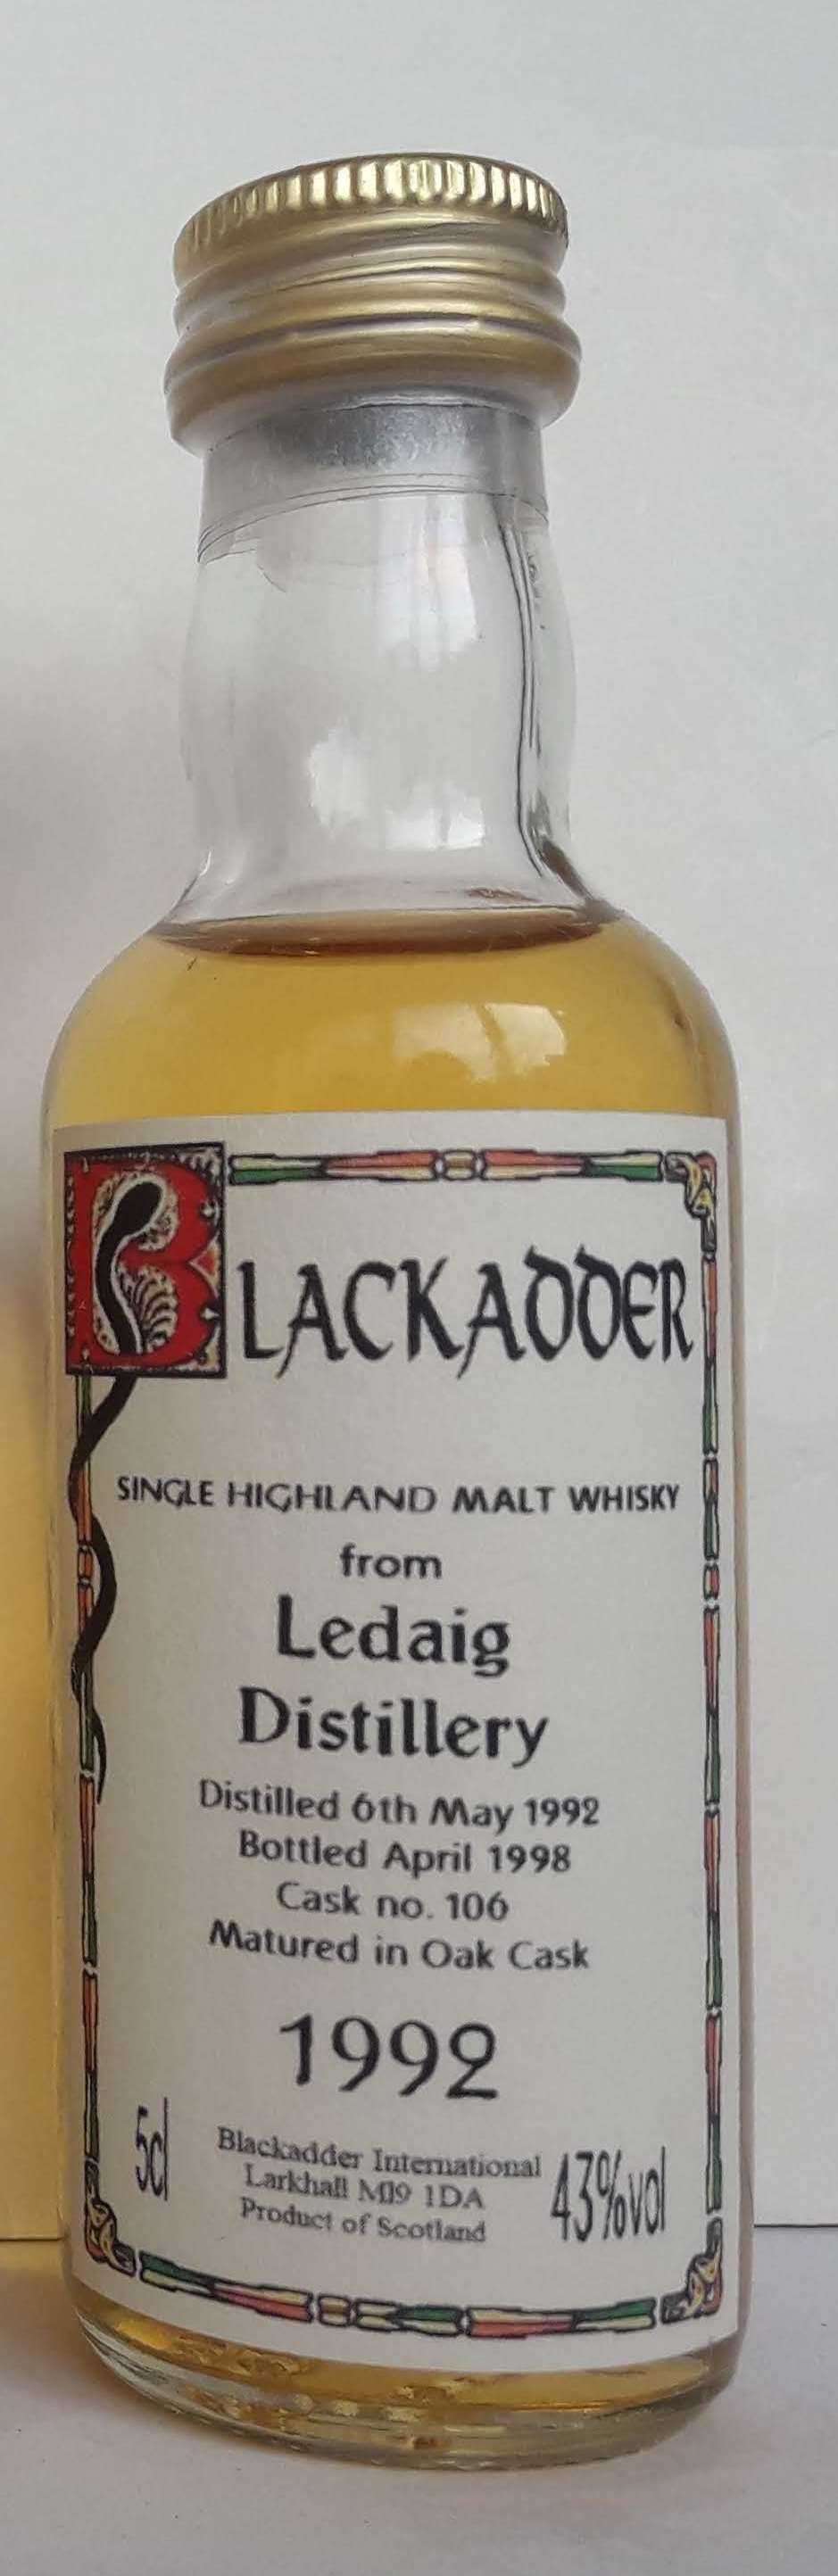 BLACKADDER
SINGLE HIGHLAND MALT WHISKY
from
Ledaig
Distillery
Distilled 6th May 1992
Bottled April 1998
Cask no. 106
Matured in Oak Cask
1992
5cl
Blackadder International
Larkhall Ml9 1DA
Product of Scotland
43%vol